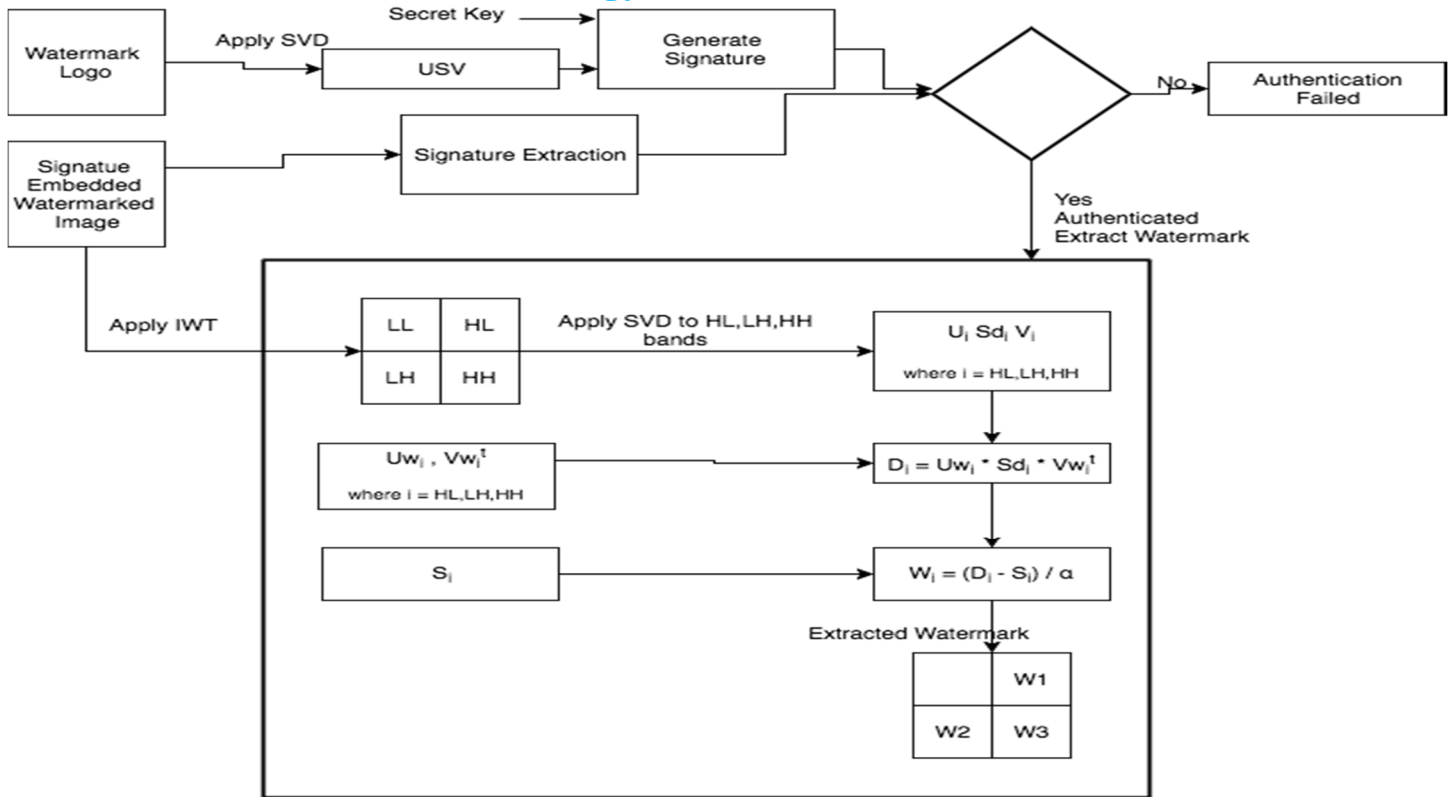 Secret Key
Watermark
Logo
Apply SVD
USV
Generate
Signature
No
Authentication
Failed
Signatue
Embedded
Watermarked
Image
Signature Extraction
Yes
Authenticated
Extract Watermark
Apply IWT
LL HL
LH HH
Apply SVD to HL,LH,HH
bands
Uᵢ Sdᵢ Vᵢ
where i = HL,LH,HH
Uwᵢ , Vwᵢᵗ
where i = HL,LH,HH
Dᵢ = Uwᵢ * Sdᵢ * Vwᵢᵗ
Sᵢ
Wᵢ = (Dᵢ - Sᵢ) / α
Extracted Watermark
W1
W2 W3